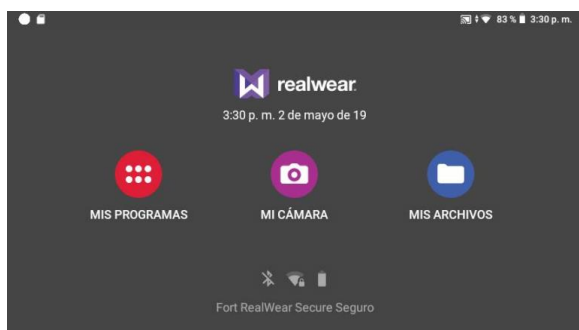 83 % 3:30 p. m.
realwear
3:30 p. m. 2 de mayo de 19
MIS PROGRAMAS
MI CÁMARA
MIS ARCHIVOS
Fort RealWear Secure Seguro